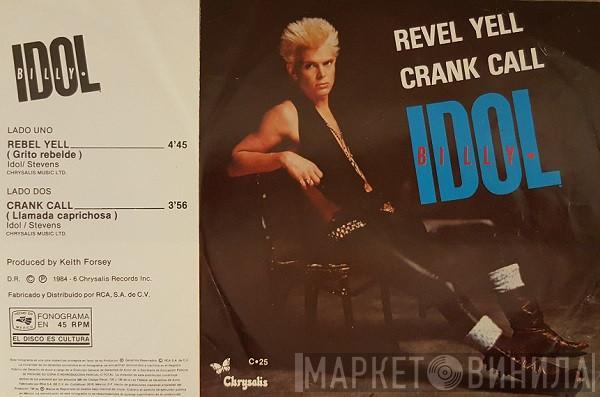 BILLY•
IDOL
LADO UNO
REBEL YELL 4'45
( Grito rebelde )
Idol/ Stevens
CHRYSALIS MUSIC LTD.
LADO DOS
CRANK CALL 3'56
( Llamada caprichosa )
Idol / Stevens
CHRYSALIS MUSIC LTD.
Produced by Keith Forsey
D.R. © ℗ 1984 - 6 Chrysalis Records Inc.
Fabricado y Distribuido por RCA, S.A. de C.V.
FONOGRAMA
EN 45 RPM
EL DISCO ES CULTURA
REVEL YELL
CRANK CALL
IDOL
BILLY•
C•25
Chrysalis
МАРКЕТ ВИНИЛА